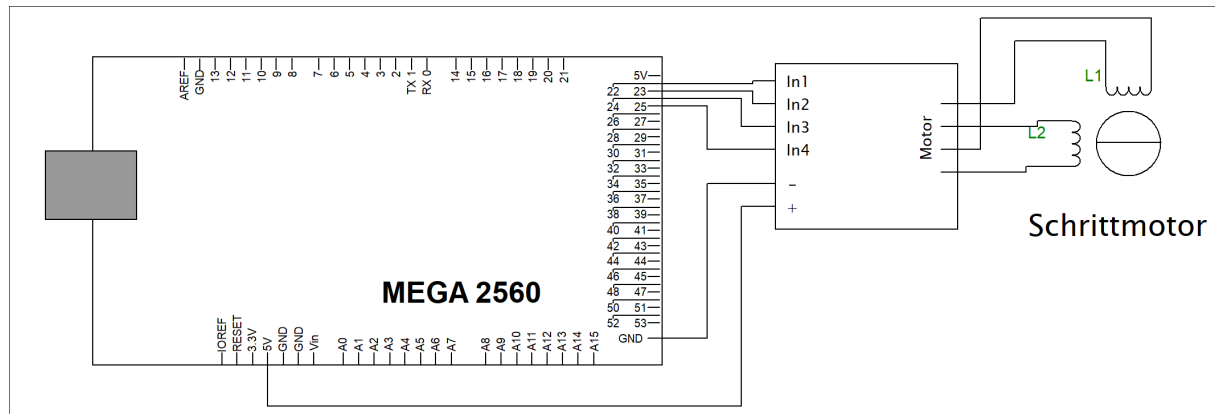 AREF
GND
13
12
11
10
9
8
7
6
5
4
3
2
TX 1
RX 0
14
15
16
17
18
19
20
21
5V
22 23
24 25
26 27
28 29
30 31
32 33
34 35
36 37
38 39
40 41
42 43
44 44
46 45
48 47
50 51
52 53
GND
MEGA 2560
IOREF
RESET
3.3V
5V
GND
GND
Vin
A0
A1
A2
A3
A4
A5
A6
A7
A8
A9
A10
A11
A12
A13
A14
A15
In1
In2
In3
In4
-
+
Motor
L1
L2
Schrittmotor